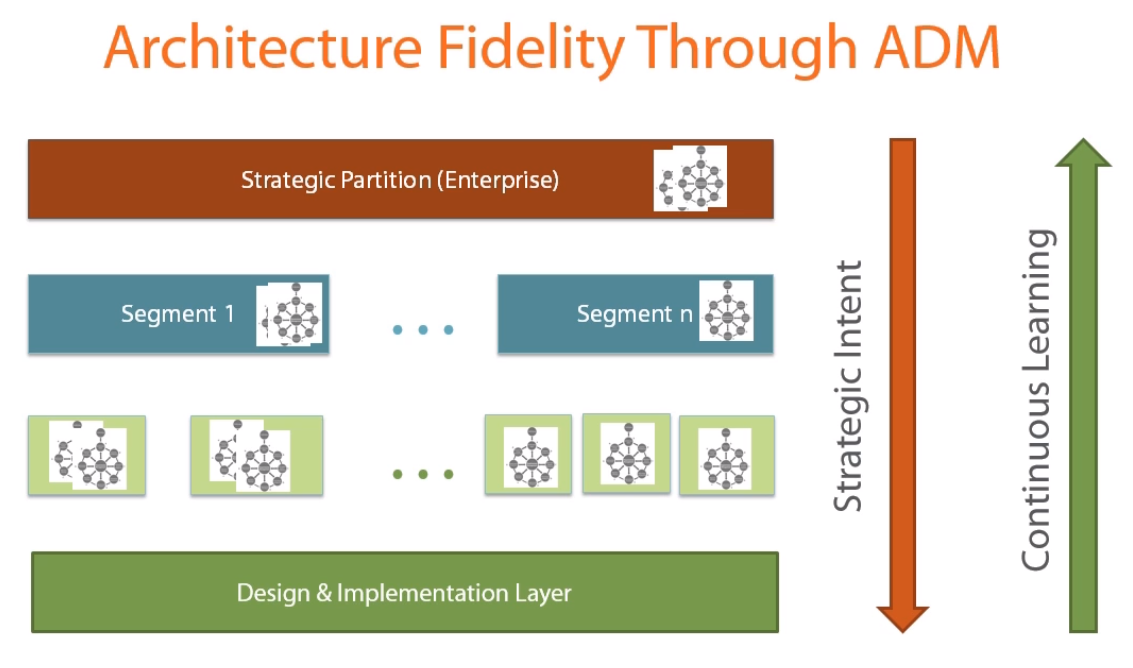 Architecture Fidelity Through ADM
Strategic Partition (Enterprise)
Segment 1
Segment n
Design & Implementation Layer
Strategic Intent
Continuous Learning